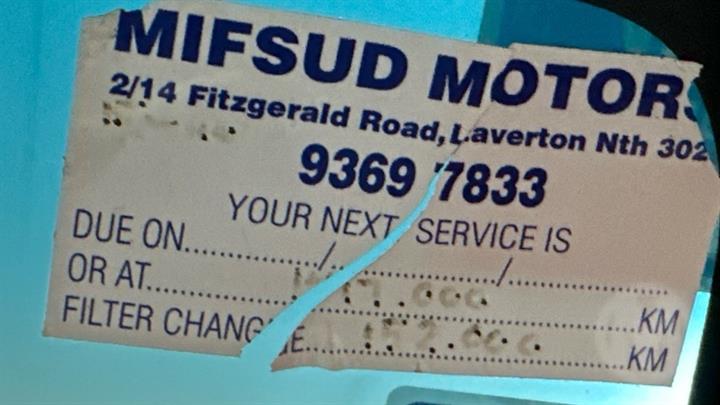 MIFSUD MOTORS
2/14 Fitzgerald Road, Laverton Nth 302
9369 7833
YOUR NEXT SERVICE IS
DUE ON............../................../..................
OR AT..................................................KM
FILTER CHANGE..................................KM